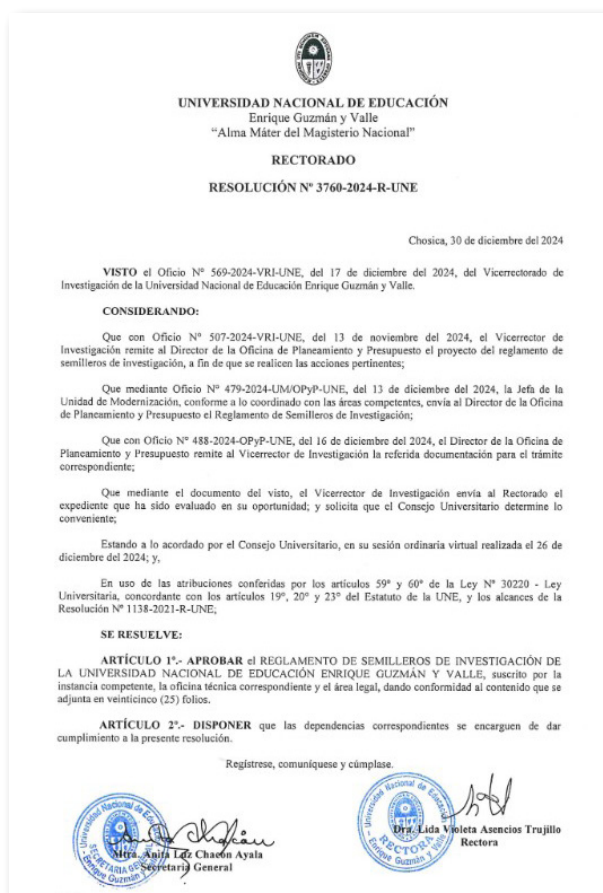 UNIVERSIDAD NACIONAL DE EDUCACIÓN
Enrique Guzmán y Valle
“Alma Máter del Magisterio Nacional”
RECTORADO
RESOLUCIÓN Nº 3760-2024-R-UNE
Chosica, 30 de diciembre del 2024
VISTO el Oficio Nº 569-2024-VRI-UNE, del 17 de diciembre del 2024, del Vicerrectorado de
Investigación de la Universidad Nacional de Educación Enrique Guzmán y Valle.
CONSIDERANDO:
Que con Oficio Nº 507-2024-VRI-UNE, del 13 de noviembre del 2024, el Vicerrector de
Investigación remite al Director de la Oficina de Planeamiento y Presupuesto el proyecto del reglamento de
semilleros de investigación, a fin de que se realicen las acciones pertinentes;
Que mediante Oficio Nº 479-2024-UM/OPyP-UNE, del 13 de diciembre del 2024, la Jefa de la
Unidad de Modernización, conforme a lo coordinado con las áreas competentes, envía al Director de la Oficina
de Planeamiento y Presupuesto el Reglamento de Semilleros de Investigación;
Que con Oficio Nº 488-2024-OPyP-UNE, del 16 de diciembre del 2024, el Director de la Oficina de
Planeamiento y Presupuesto remite al Vicerrector de Investigación la referida documentación para el trámite
correspondiente;
Que mediante el documento del visto, el Vicerrector de Investigación envía al Rectorado el
expediente que ha sido evaluado en su oportunidad; y solicita que el Consejo Universitario determine lo
conveniente;
Estando a lo acordado por el Consejo Universitario, en su sesión ordinaria virtual realizada el 26 de
diciembre del 2024; y,
En uso de las atribuciones conferidas por los artículos 59º y 60º de la Ley Nº 30220 - Ley
Universitaria, concordante con los artículos 19º, 20º y 23º del Estatuto de la UNE, y los alcances de la
Resolución Nº 1138-2021-R-UNE;
SE RESUELVE:
ARTÍCULO 1º.- APROBAR el REGLAMENTO DE SEMILLEROS DE INVESTIGACIÓN DE
LA UNIVERSIDAD NACIONAL DE EDUCACIÓN ENRIQUE GUZMÁN Y VALLE, suscrito por la
instancia competente, la oficina técnica correspondiente y el área legal, dando conformidad al contenido que se
adjunta en veinticinco (25) folios.
ARTÍCULO 2º.- DISPONER que las dependencias correspondientes se encarguen de dar
cumplimiento a la presente resolución.
Regístrese, comuníquese y cúmplase.
Mtra. Anita Luz Chacón Ayala
Secretaria General
Dra. Lida Violeta Asencios Trujillo
Rectora